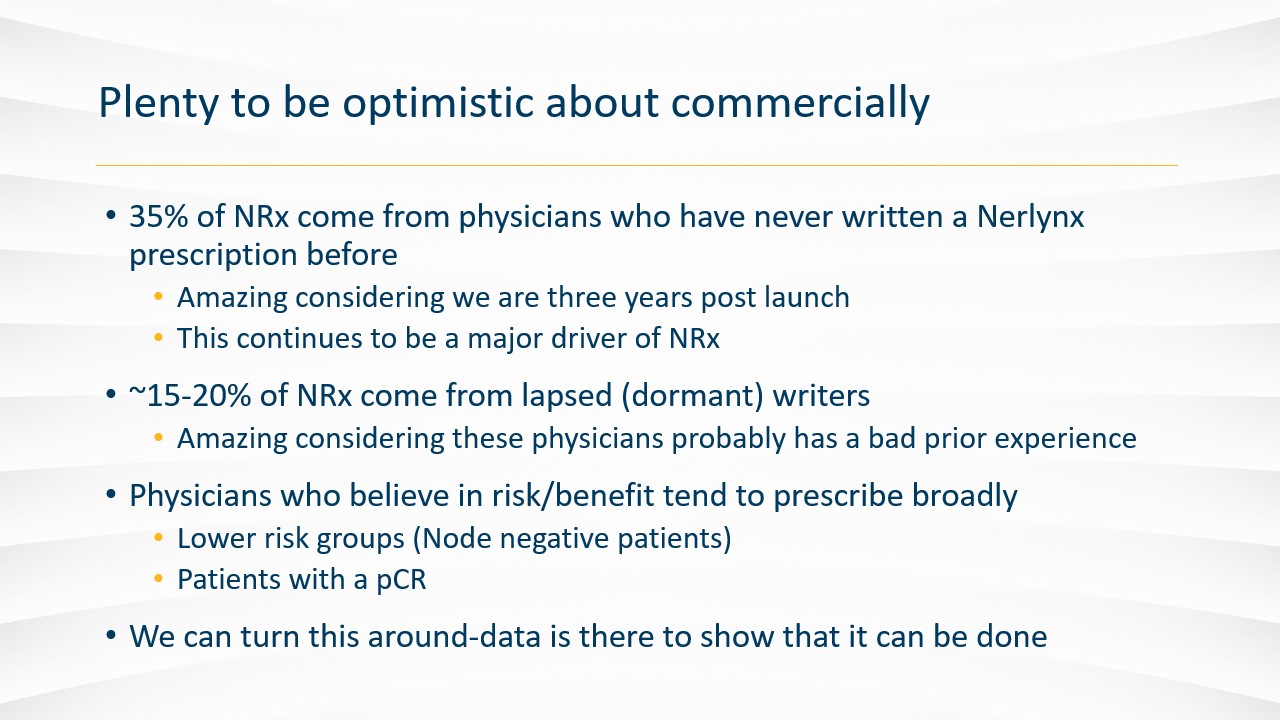 Plenty to be optimistic about commercially
• 35% of NRx come from physicians who have never written a Nerlynx
prescription before
• Amazing considering we are three years post launch
• This continues to be a major driver of NRx
• ~15-20% of NRx come from lapsed (dormant) writers
• Amazing considering these physicians probably has a bad prior experience
• Physicians who believe in risk/benefit tend to prescribe broadly
• Lower risk groups (Node negative patients)
• Patients with a pCR
• We can turn this around-data is there to show that it can be done